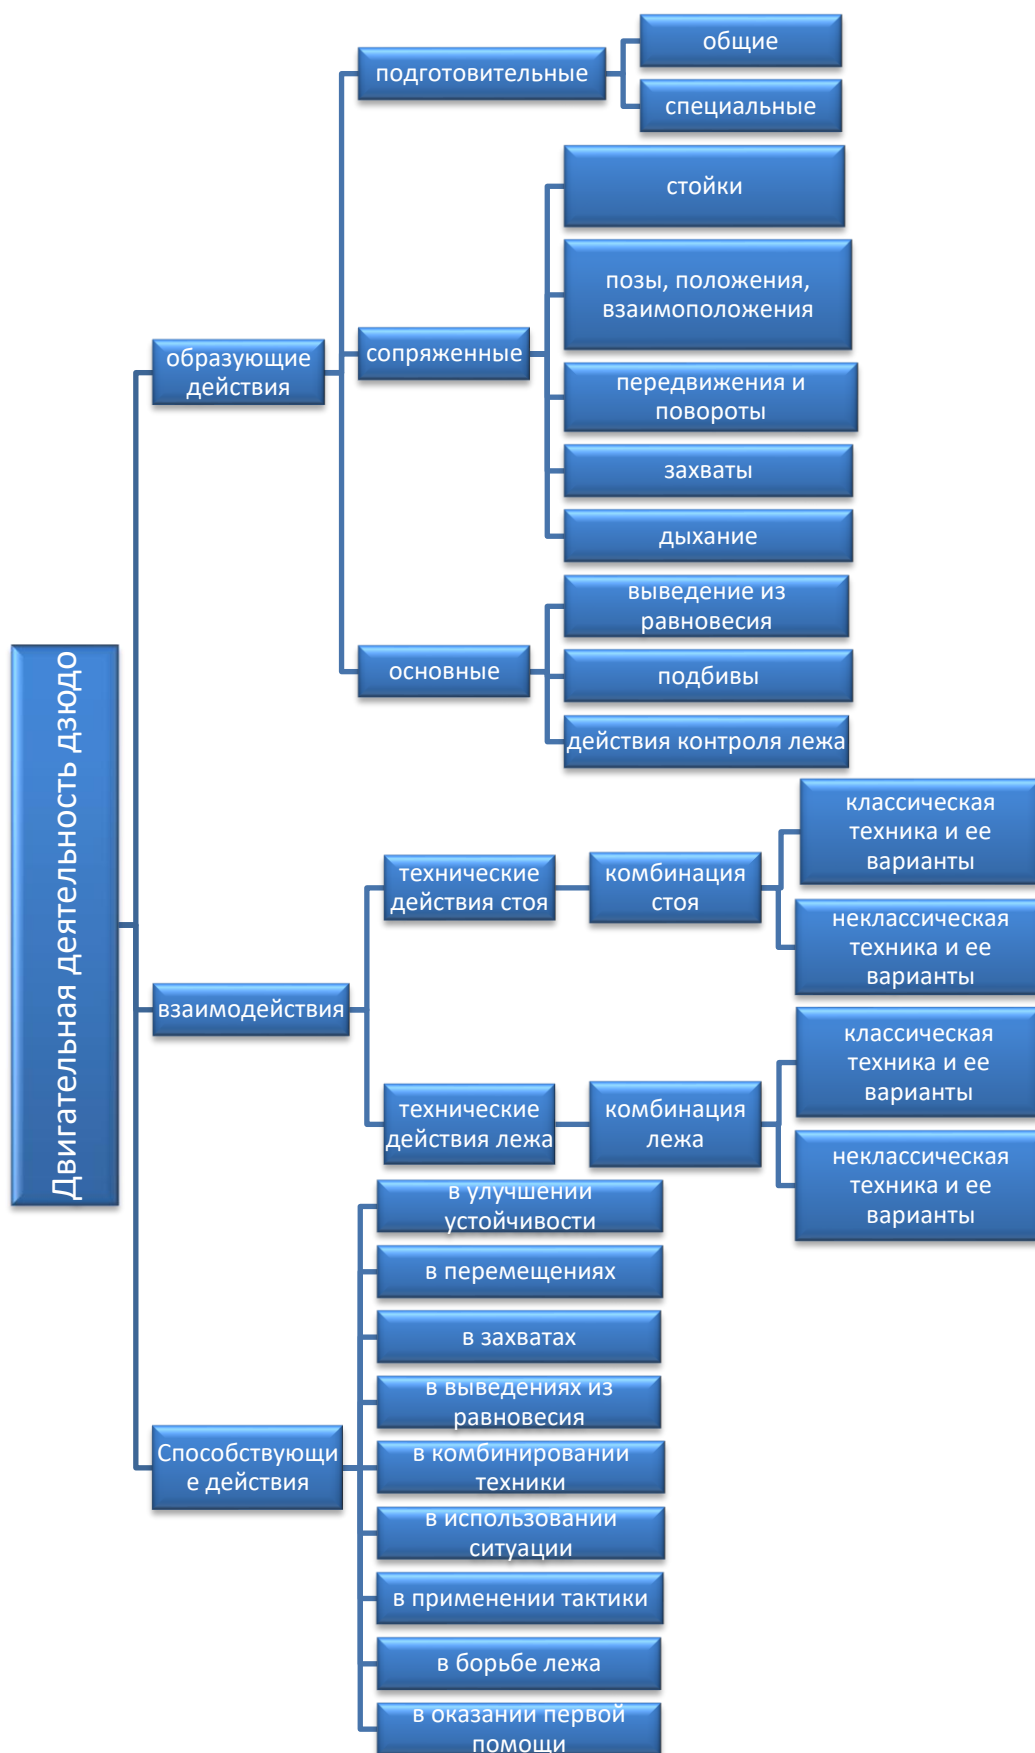 Двигательная деятельность дзюдо
образующие
действия
подготовительные
общие
специальные
сопряженные
стойки
позы, положения,
взаимоположения
передвижения и
повороты
захваты
дыхание
основные
выведение из
равновесия
подбивы
действия контроля лежа
взаимодействия
технические
действия стоя
комбинация
стоя
классическая
техника и ее
варианты
неклассическая
техника и ее
варианты
технические
действия лежа
комбинация
лежа
классическая
техника и ее
варианты
неклассическая
техника и ее
варианты
Способствующи
е действия
в улучшении
устойчивости
в перемещениях
в захватах
в выведениях из
равновесия
в комбинировании
техники
в использовании
ситуации
в применении тактики
в борьбе лежа
в оказании первой
помощи